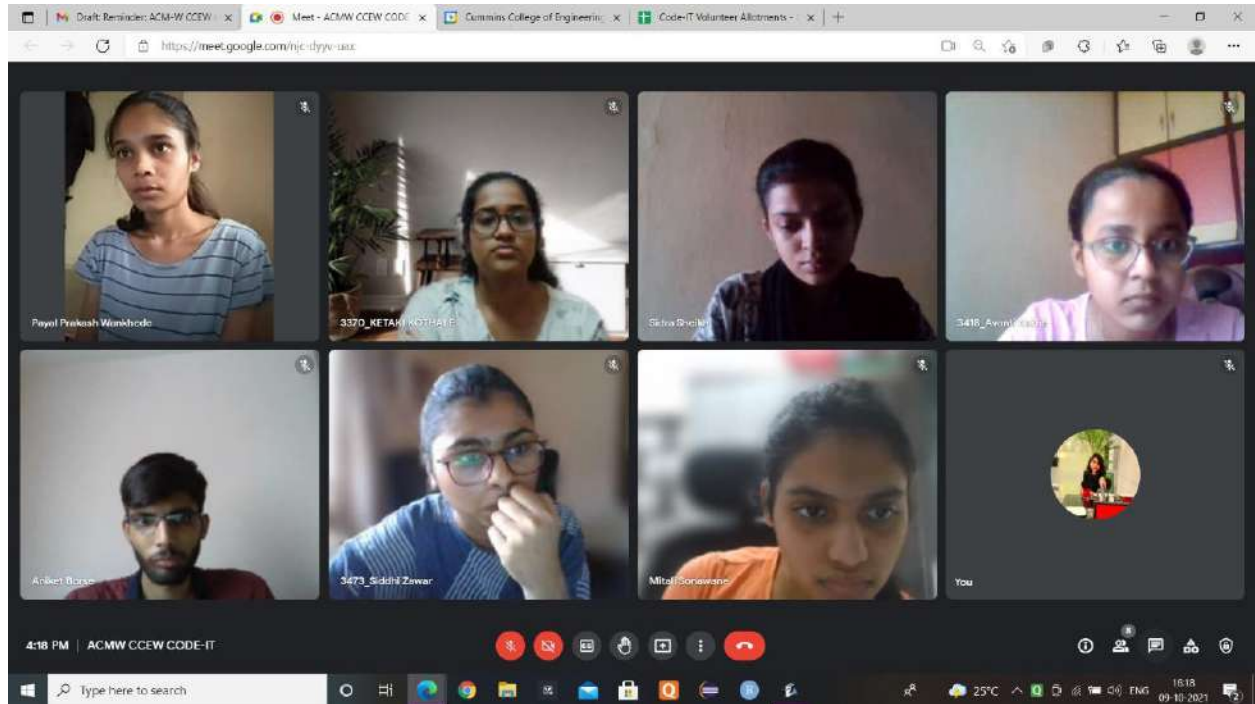 Draft: Reminder: ACM-W CCEW
Meet - ACMW CCEW CODE
Cummins College of Engineering
Code-IT Volunteer Allotments -
https://meet.google.com/njc-dyyv-uax
Payal Prakash Wankhede
3370_KETAKI KOTHALE
Sidra Sheikh
3418_Avanti
Aniket Borse
3473_Siddhi Zawar
Mitali Sonawane
You
4:18 PM | ACMW CCEW CODE-IT
8
Type here to search
25°C
ENG
16:18
09-10-2021
2